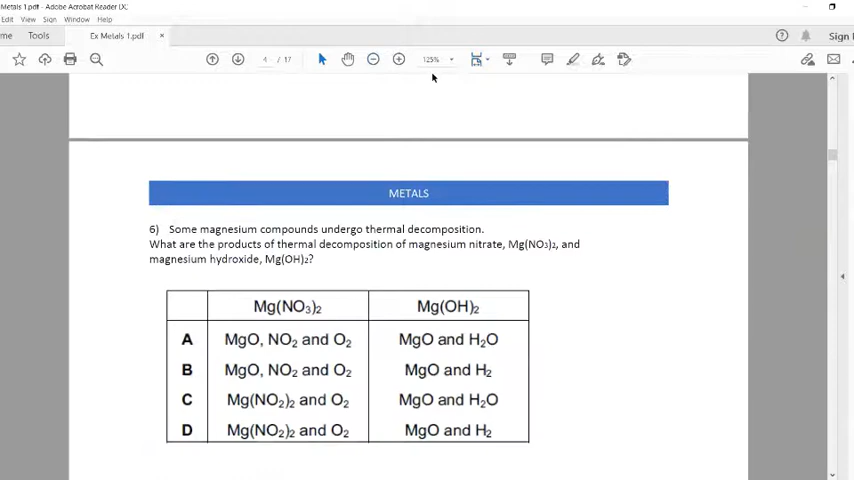 Metals 1.pdf - Adobe Acrobat Reader DC
Edit View Sign Window Help
me Tools Ex Metals 1.pdf × Sign
4 / 17 125%
METALS
6) Some magnesium compounds undergo thermal decomposition.
What are the products of thermal decomposition of magnesium nitrate, Mg(NO₃)₂, and
magnesium hydroxide, Mg(OH)₂?
Mg(NO₃)₂ Mg(OH)₂
A MgO, NO₂ and O₂ MgO and H₂O
B MgO, NO₂ and O₂ MgO and H₂
C Mg(NO₂)₂ and O₂ MgO and H₂O
D Mg(NO₂)₂ and O₂ MgO and H₂